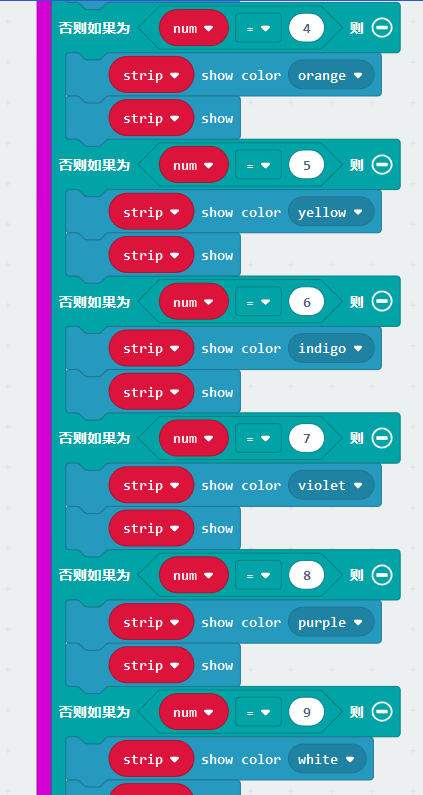 否则如果为 num = 4 则
strip show color orange
strip show
否则如果为 num = 5 则
strip show color yellow
strip show
否则如果为 num = 6 则
strip show color indigo
strip show
否则如果为 num = 7 则
strip show color violet
strip show
否则如果为 num = 8 则
strip show color purple
strip show
否则如果为 num = 9 则
strip show color white